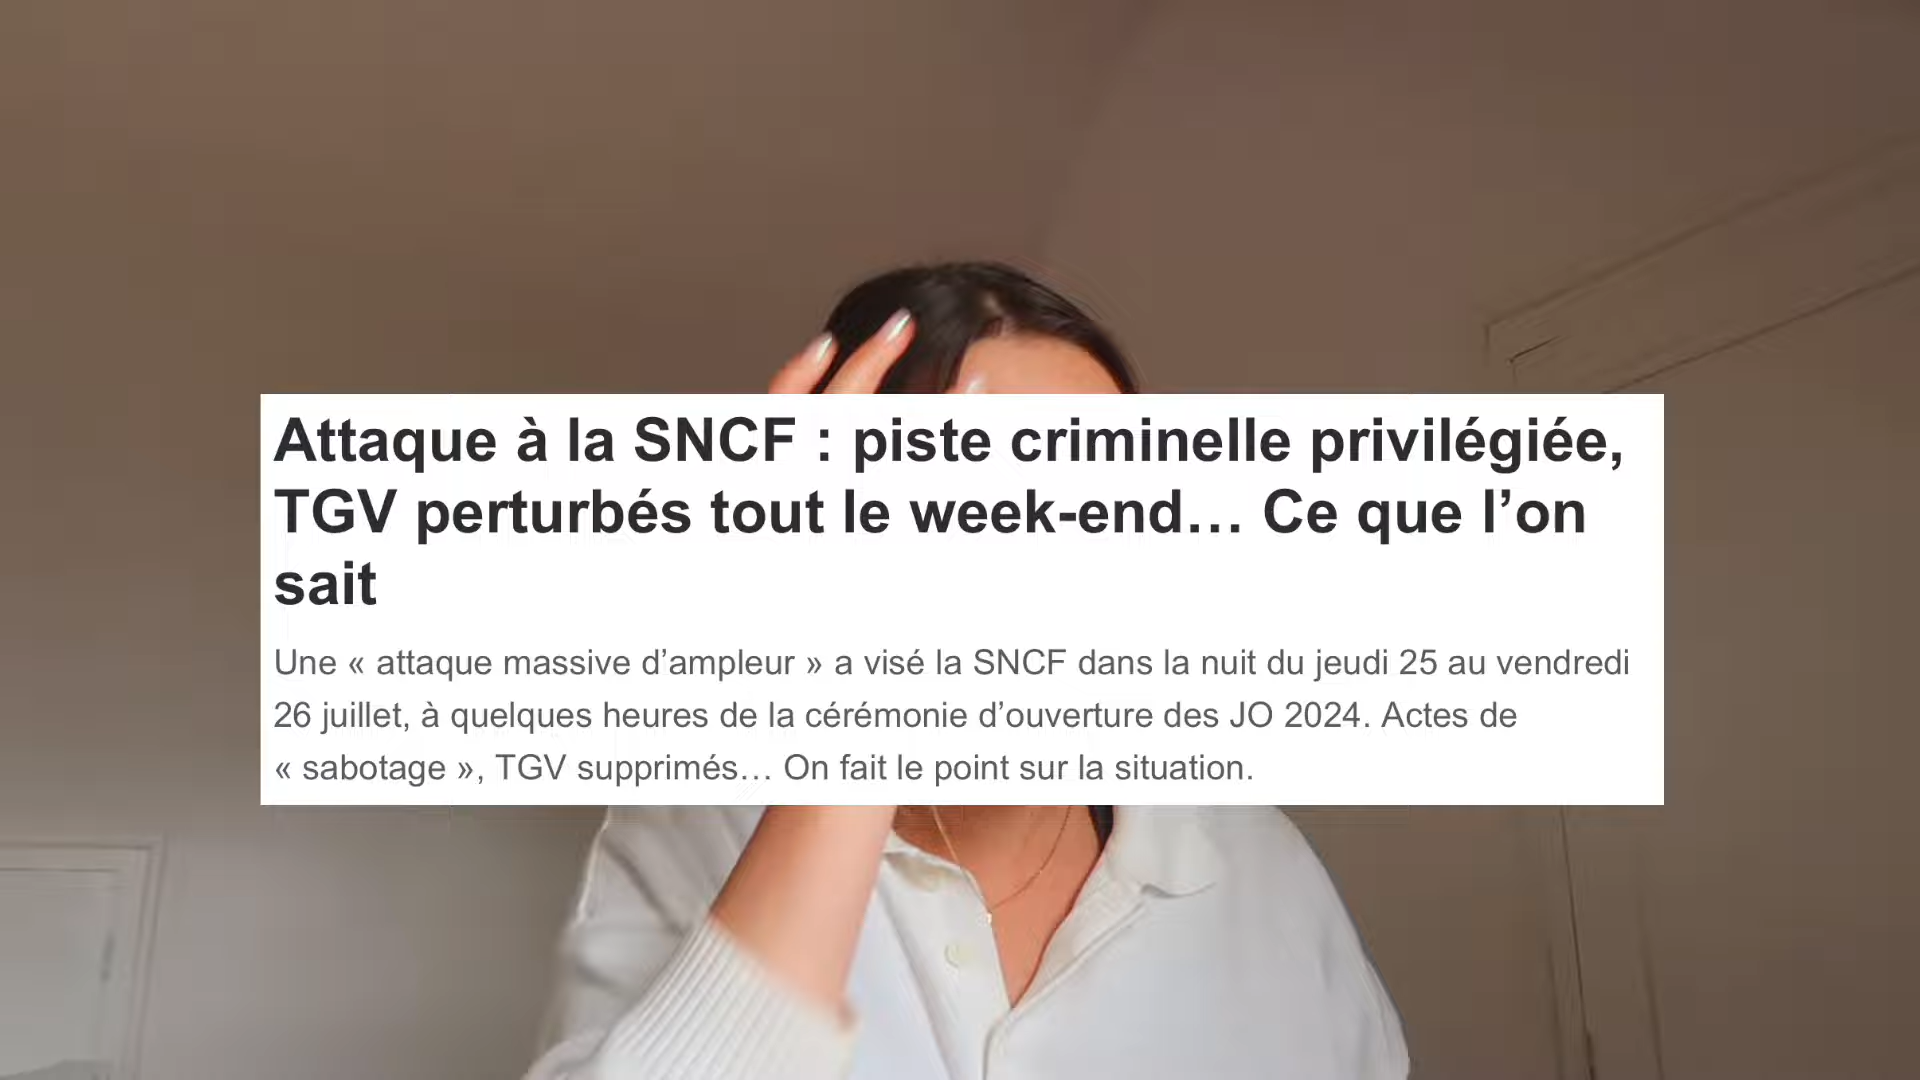 Attaque à la SNCF : piste criminelle privilégiée,
TGV perturbés tout le week-end… Ce que l’on
sait
Une « attaque massive d’ampleur » a visé la SNCF dans la nuit du jeudi 25 au vendredi
26 juillet, à quelques heures de la cérémonie d’ouverture des JO 2024. Actes de
« sabotage », TGV supprimés… On fait le point sur la situation.